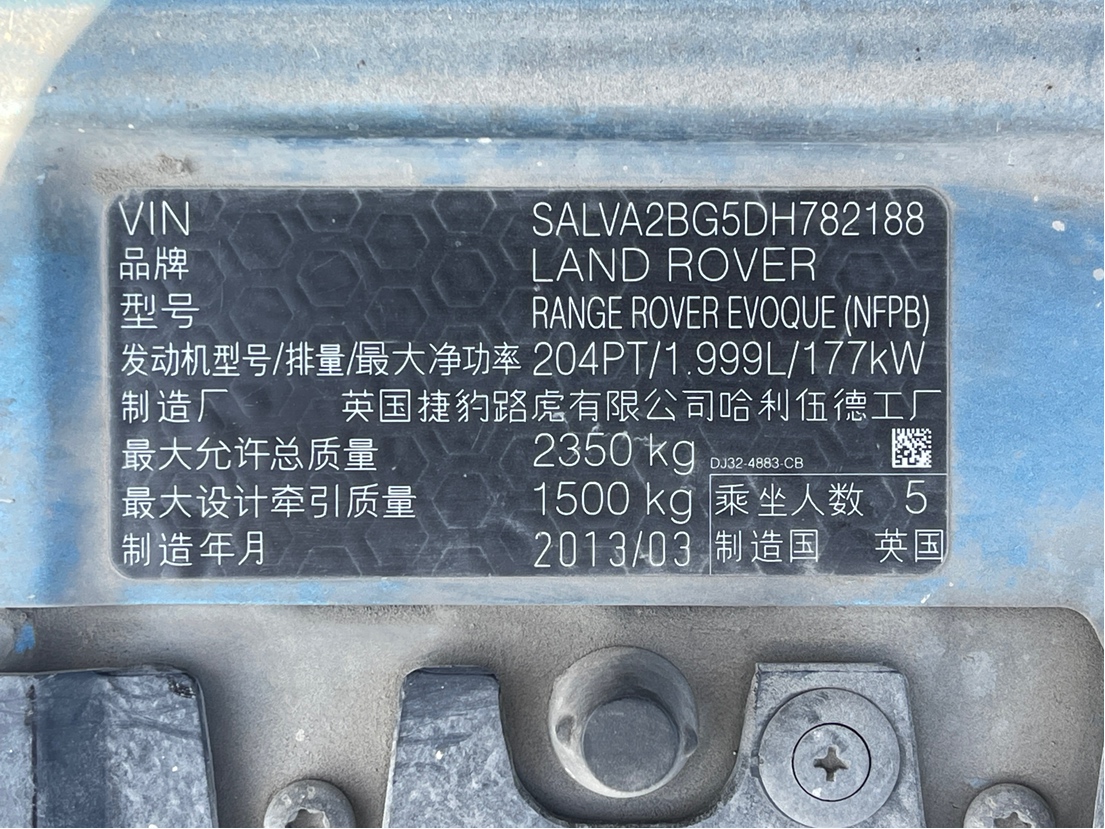 VIN SALVA2BG5DH782188
品牌 LAND ROVER
型号 RANGE ROVER EVOQUE (NFPB)
发动机型号/排量/最大净功率 204PT/1.999L/177kW
制造厂 英国捷豹路虎有限公司哈利伍德工厂
最大允许总质量 2350 kg DJ32-4883-CB
最大设计牵引质量 1500 kg 乘坐人数 5
制造年月 2013/03 制造国 英国